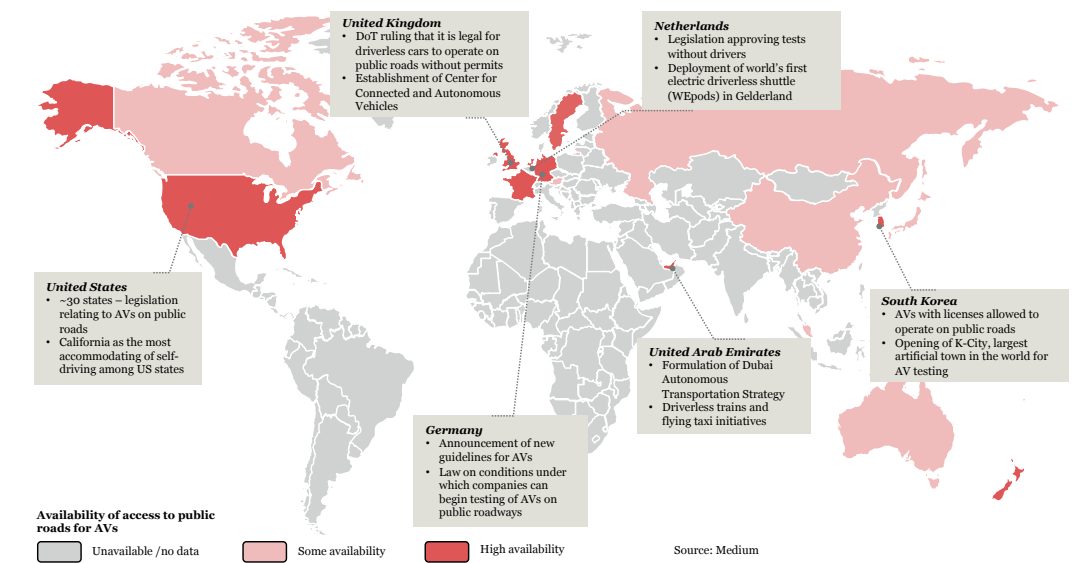 United Kingdom
• DoT ruling that it is legal for
driverless cars to operate on
public roads without permits
• Establishment of Center for
Connected and Autonomous
Vehicles
Netherlands
• Legislation approving tests
without drivers
• Deployment of world’s first
electric driverless shuttle
(WEpods) in Gelderland
United States
• ~30 states – legislation
relating to AVs on public
roads
• California as the most
accommodating of self-
driving among US states
South Korea
• AVs with licenses allowed to
operate on public roads
• Opening of K-City, largest
artificial town in the world for
AV testing
United Arab Emirates
• Formulation of Dubai
Autonomous
Transportation Strategy
• Driverless trains and
flying taxi initiatives
Germany
• Announcement of new
guidelines for AVs
• Law on conditions under
which companies can
begin testing of AVs on
public roadways
Availability of access to public
roads for AVs
Unavailable /no data
Some availability
High availability
Source: Medium